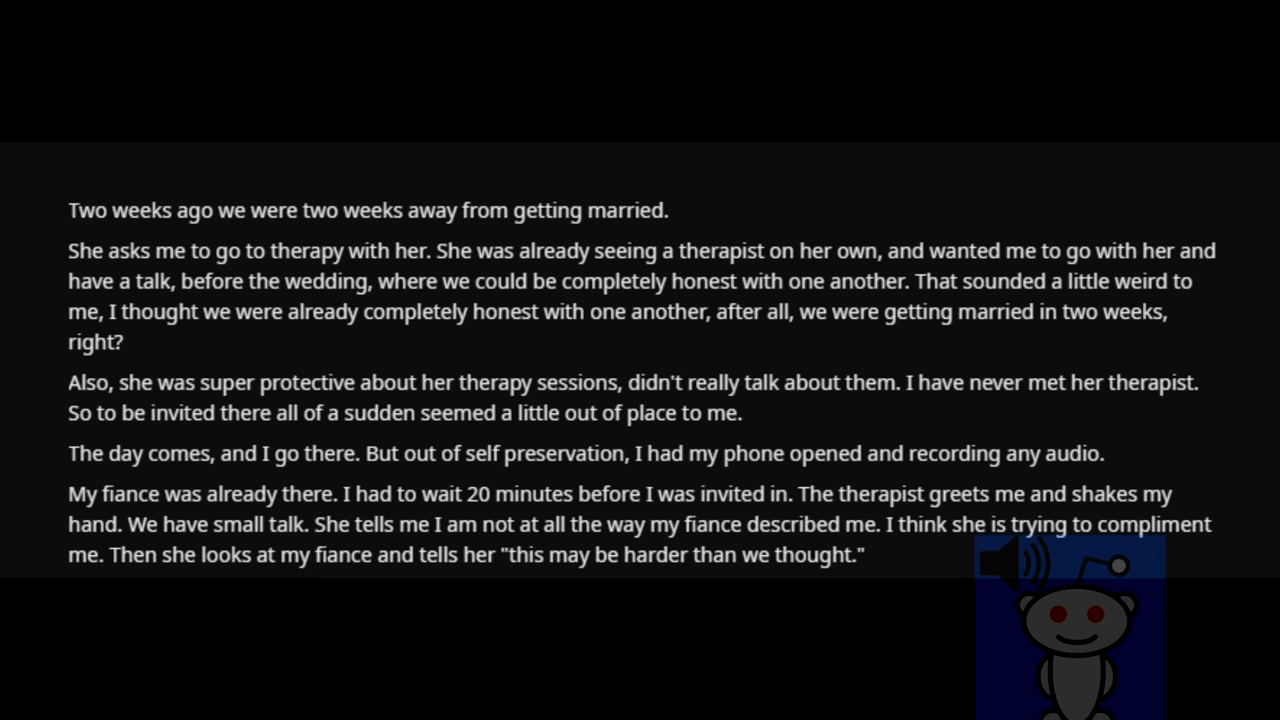 Two weeks ago we were two weeks away from getting married.
She asks me to go to therapy with her. She was already seeing a therapist on her own, and wanted me to go with her and
have a talk, before the wedding, where we could be completely honest with one another. That sounded a little weird to
me, I thought we were already completely honest with one another, after all, we were getting married in two weeks,
right?
Also, she was super protective about her therapy sessions, didn't really talk about them. I have never met her therapist.
So to be invited there all of a sudden seemed a little out of place to me.
The day comes, and I go there. But out of self preservation, I had my phone opened and recording any audio.
My fiance was already there. I had to wait 20 minutes before I was invited in. The therapist greets me and shakes my
hand. We have small talk. She tells me I am not at all the way my fiance described me. I think she is trying to compliment
me. Then she looks at my fiance and tells her "this may be harder than we thought."